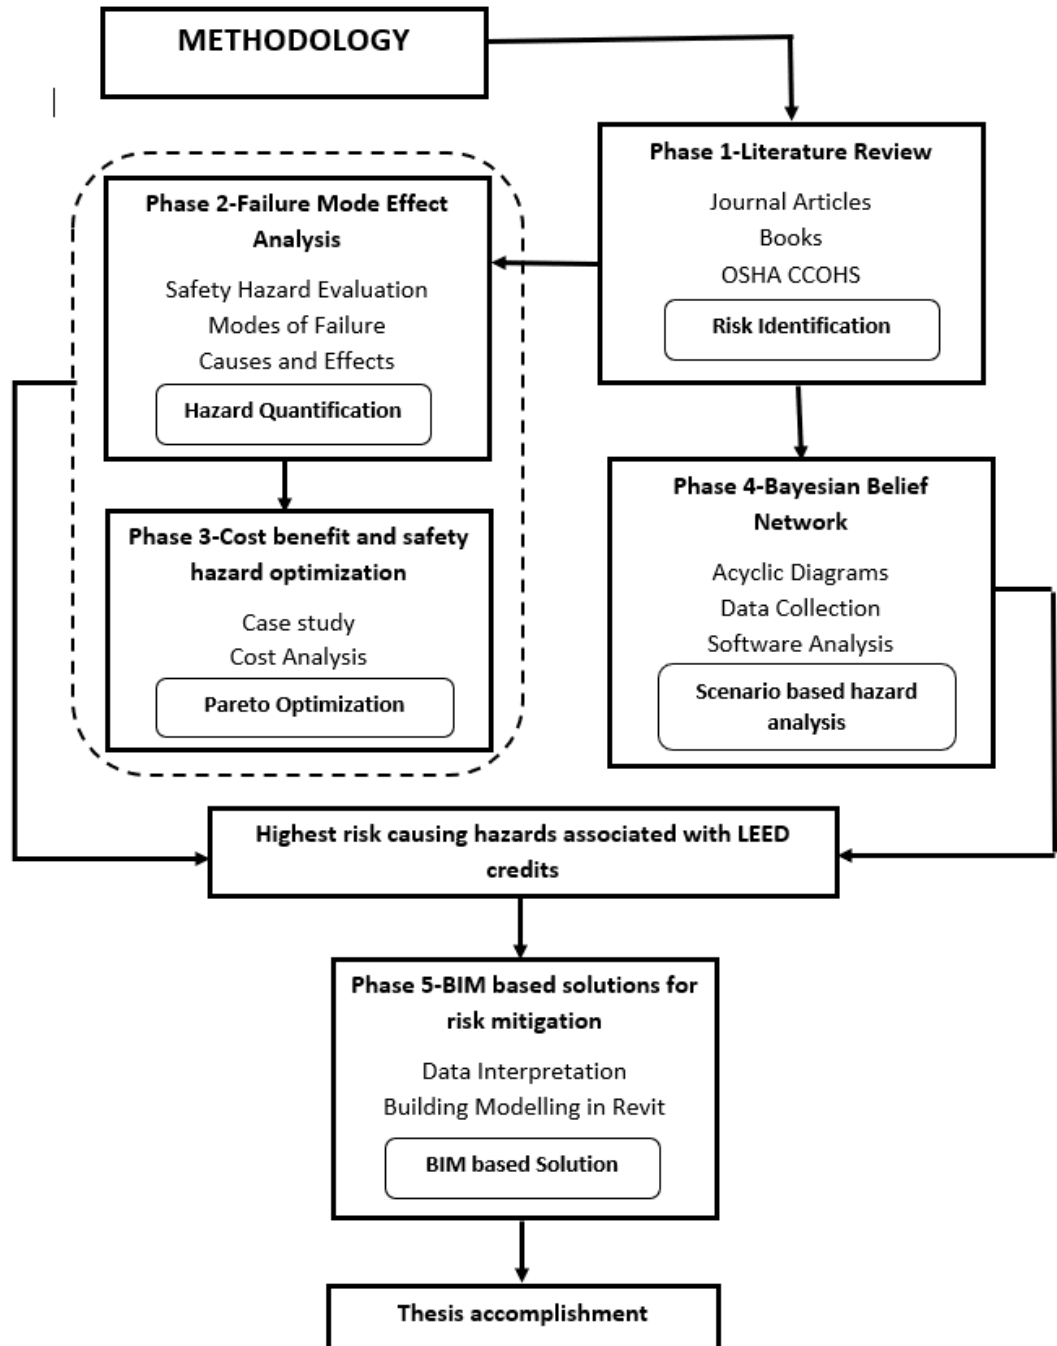 METHODOLOGY
Phase 1-Literature Review
Journal Articles
Books
OSHA CCOHS
Risk Identification
Phase 2-Failure Mode Effect
Analysis
Safety Hazard Evaluation
Modes of Failure
Causes and Effects
Hazard Quantification
Phase 3-Cost benefit and safety
hazard optimization
Case study
Cost Analysis
Pareto Optimization
Phase 4-Bayesian Belief
Network
Acyclic Diagrams
Data Collection
Software Analysis
Scenario based hazard
analysis
Highest risk causing hazards associated with LEED
credits
Phase 5-BIM based solutions for
risk mitigation
Data Interpretation
Building Modelling in Revit
BIM based Solution
Thesis accomplishment